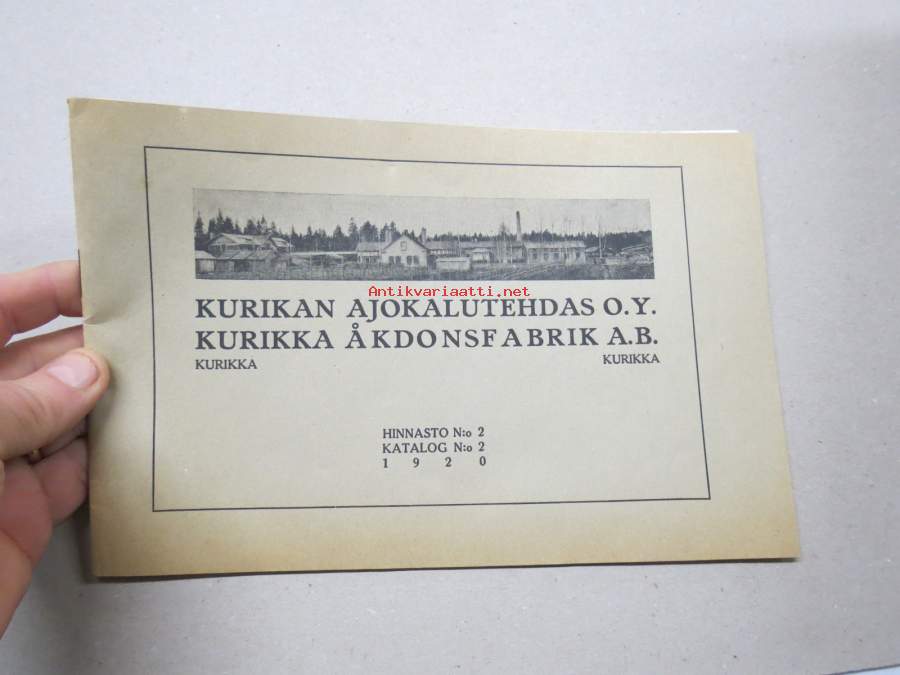 Antikvariaatti.net
KURIKAN AJOKALUTEHDAS O.Y.
KURIKKA ÅKDONSFABRIK A.B.
KURIKKA KURIKKA
HINNASTO N:o 2
KATALOG N:o 2
1 9 2 0